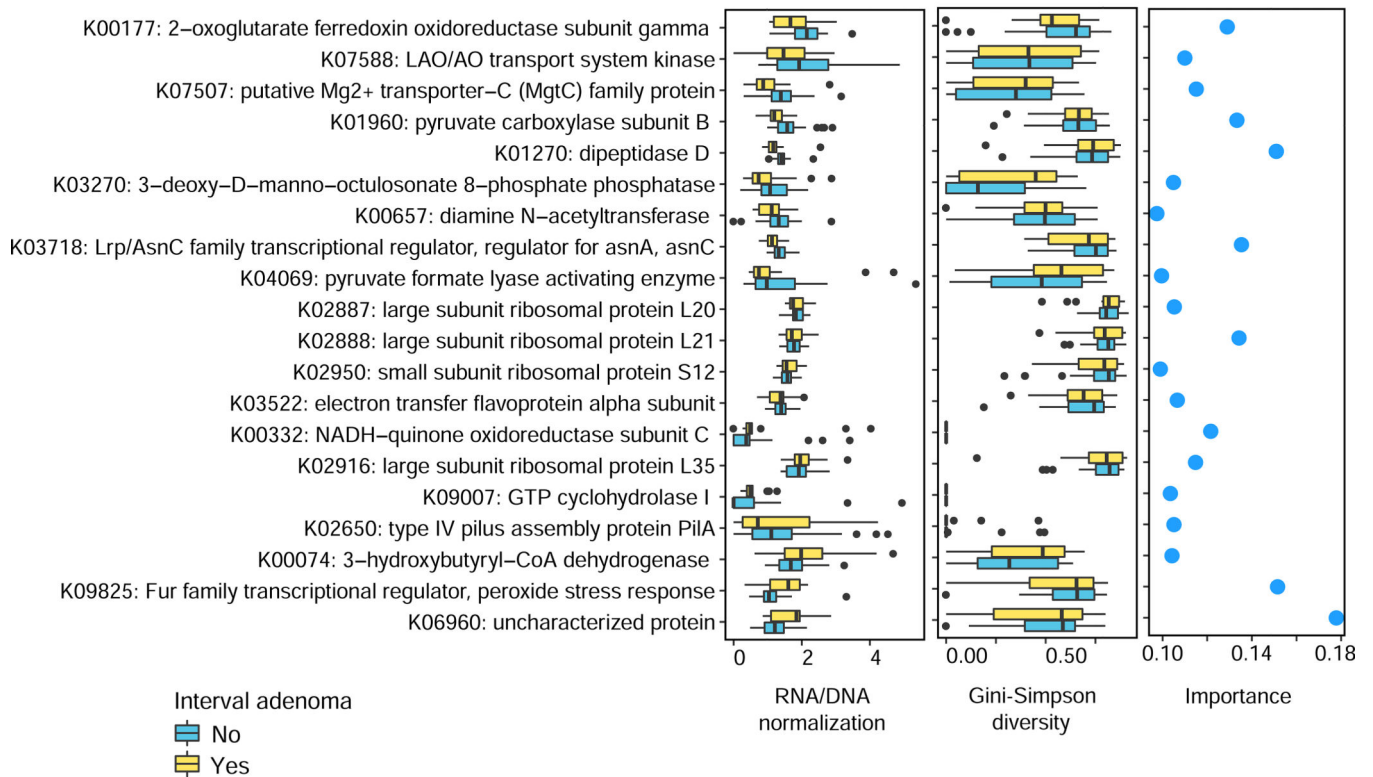 K00177: 2−oxoglutarate ferredoxin oxidoreductase subunit gamma
K07588: LAO/AO transport system kinase
K07507: putative Mg2+ transporter−C (MgtC) family protein
K01960: pyruvate carboxylase subunit B
K01270: dipeptidase D
K03270: 3−deoxy−D−manno−octulosonate 8−phosphate phosphatase
K00657: diamine N−acetyltransferase
K03718: Lrp/AsnC family transcriptional regulator, regulator for asnA, asnC
K04069: pyruvate formate lyase activating enzyme
K02887: large subunit ribosomal protein L20
K02888: large subunit ribosomal protein L21
K02950: small subunit ribosomal protein S12
K03522: electron transfer flavoprotein alpha subunit
K00332: NADH−quinone oxidoreductase subunit C
K02916: large subunit ribosomal protein L35
K09007: GTP cyclohydrolase I
K02650: type IV pilus assembly protein PilA
K00074: 3−hydroxybutyryl−CoA dehydrogenase
K09825: Fur family transcriptional regulator, peroxide stress response
K06960: uncharacterized protein
0 2 4
0.00 0.50
0.10 0.14 0.18
RNA/DNA
normalization
Gini-Simpson
diversity
Importance
Interval adenoma
No
Yes